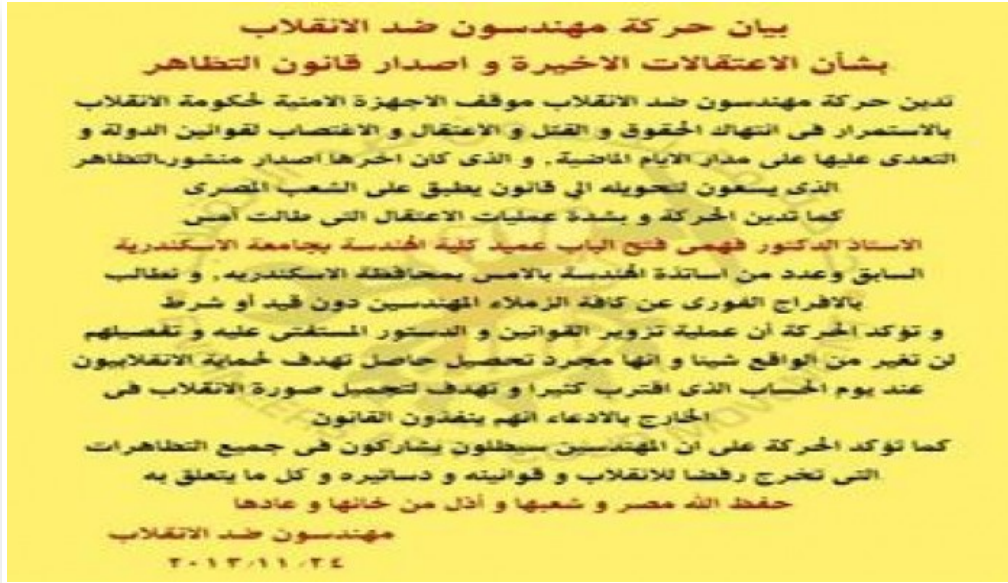 بيان حركة مهندسون ضد الانقلاب
بشأن الاعتقالات الاخيرة و اصدار قانون التظاهر
تدين حركة مهندسون ضد الانقلاب موقف الاجهزة الامنية لحكومة الانقلاب
بالاستمرار فى انتهاك الحقوق و القتل و الاعتقال و الاغتصاب لقوانين الدولة و
التعدى عليها على مدار الايام الماضية, و الذى كان اخرها اصدار منشور التظاهر
الذى يسعون لتحويله الي قانون يطبق على الشعب المصرى
كما تدين الحركة و بشدة عمليات الاعتقال التى طالت أمس
الاستاذ الدكتور فهمى فتح الباب عميد كلية الهندسة بجامعة الاسكندرية
السابق وعدد من اساتذة الهندسة بالامس بمحافظة الاسكندريه, و تطالب
بالافراج الفورى عن كافة الزملاء المهندسين دون قيد أو شرط
و تؤكد الحركة أن عملية تزوير القوانين و الدستور المستفتى عليه و تفصيلهم
لن تغير من الواقع شينا و انها مجرد تحصيل حاصل تهدف لحماية الانقلابيون
عند يوم الحساب الذى اقترب كثيرا و تهدف لتجميل صورة الانقلاب فى
الخارج بالادعاء انهم ينفذون القانون
كما تؤكد الحركة على ان المهندسين سيظلون يشاركون فى جميع التظاهرات
التى تخرج رفضا للانقلاب و قوانينه و دساتيره و كل ما يتعلق به
حفظ الله مصر و شعبها و أذل من خانها و عادها
مهندسون ضد الانقلاب
٢٠١٣/١١/٢٤